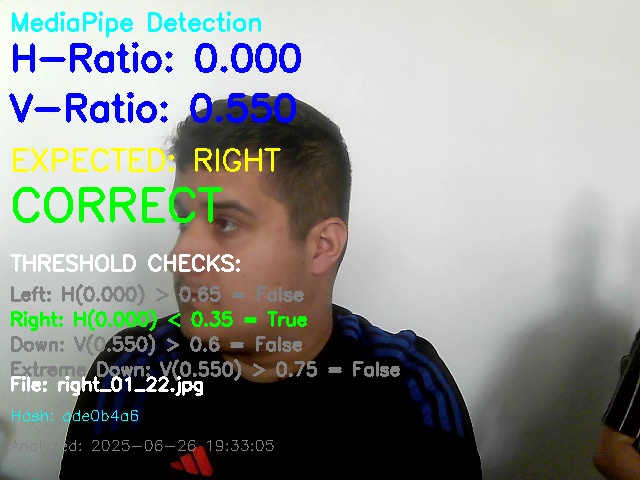 MediaPipe Detection
H-Ratio: 0.000
V-Ratio: 0.550
EXPECTED: RIGHT
CORRECT
THRESHOLD CHECKS:
Left: H(0.000) > 0.65 = False
Right: H(0.000) < 0.35 = True
Down: V(0.550) > 0.6 = False
Extreme Down: V(0.550) > 0.75 = False
File: right_01_22.jpg
Hash: ade0b4a6
Analyzed: 2025-06-26 19:33:05